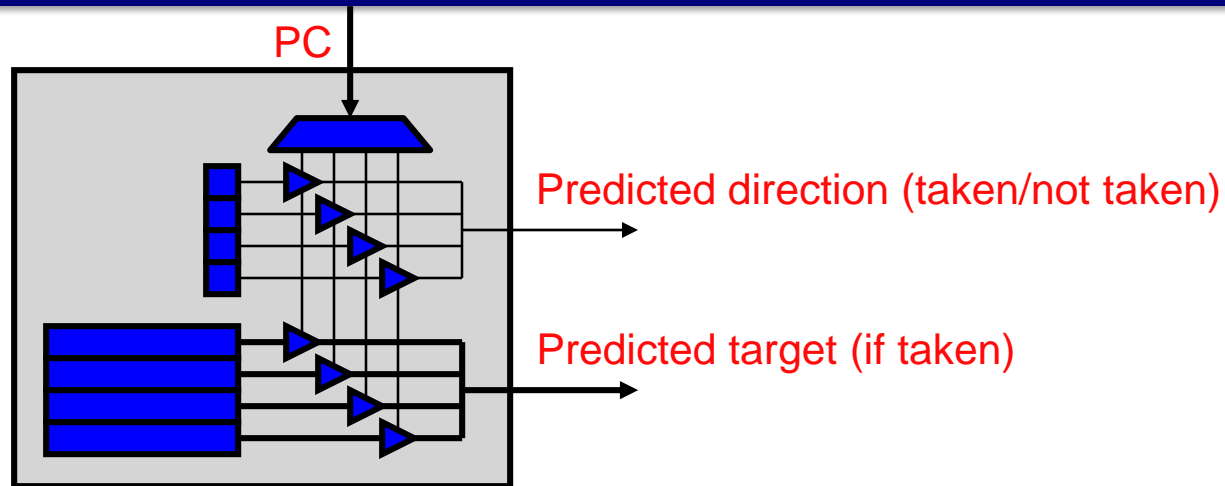 PC
Predicted direction (taken/not taken)
Predicted target (if taken)